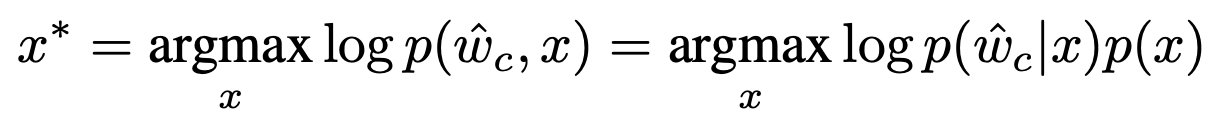 x* = argmax log p(ŵ_c, x) = argmax log p(ŵ_c|x)p(x)
x x